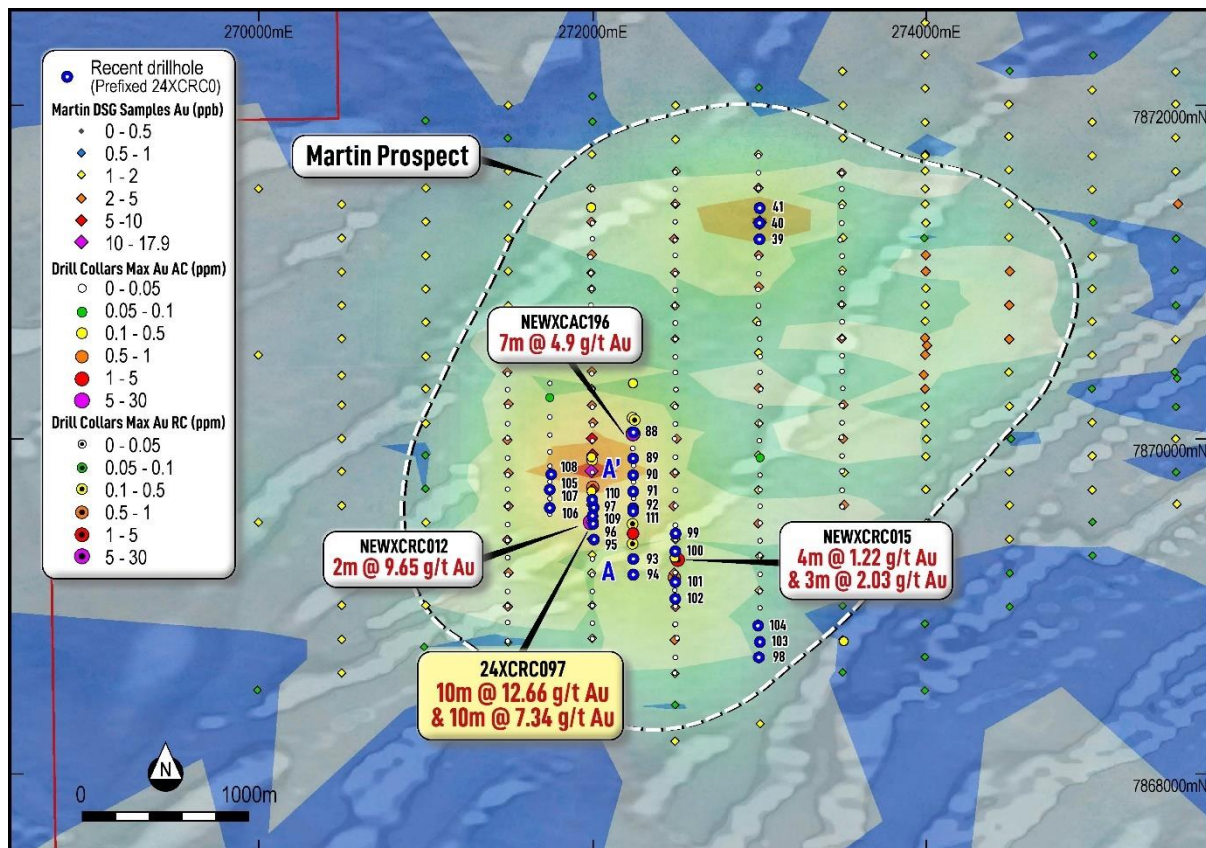 270000mE
272000mE
274000mE
Recent drillhole
(Prefixed 24XCRC0)
Martin DSG Samples Au (ppb)
0 - 0.5
0.5 - 1
1 - 2
2 - 5
5 -10
10 - 17.9
Drill Collars Max Au AC (ppm)
0 - 0.05
0.05 - 0.1
0.1 - 0.5
0.5 - 1
1 - 5
5 - 30
Drill Collars Max Au RC (ppm)
0 - 0.05
0.05 - 0.1
0.1 - 0.5
0.5 - 1
1 - 5
5 - 30
7872000mN
Martin Prospect
41
40
39
NEWXCAC196
7m @ 4.9 g/t Au
88
7870000mN
89
108
A'
90
105
91
107
110
97
92
106
109
111
96
99
95
100
NEWXCRC012
2m @ 9.65 g/t Au
NEWXCRC015
4m @ 1.22 g/t Au
& 3m @ 2.03 g/t Au
93
A
94
101
102
104
103
98
24XCRC097
10m @ 12.66 g/t Au
& 10m @ 7.34 g/t Au
N
0
1000m
7868000mN